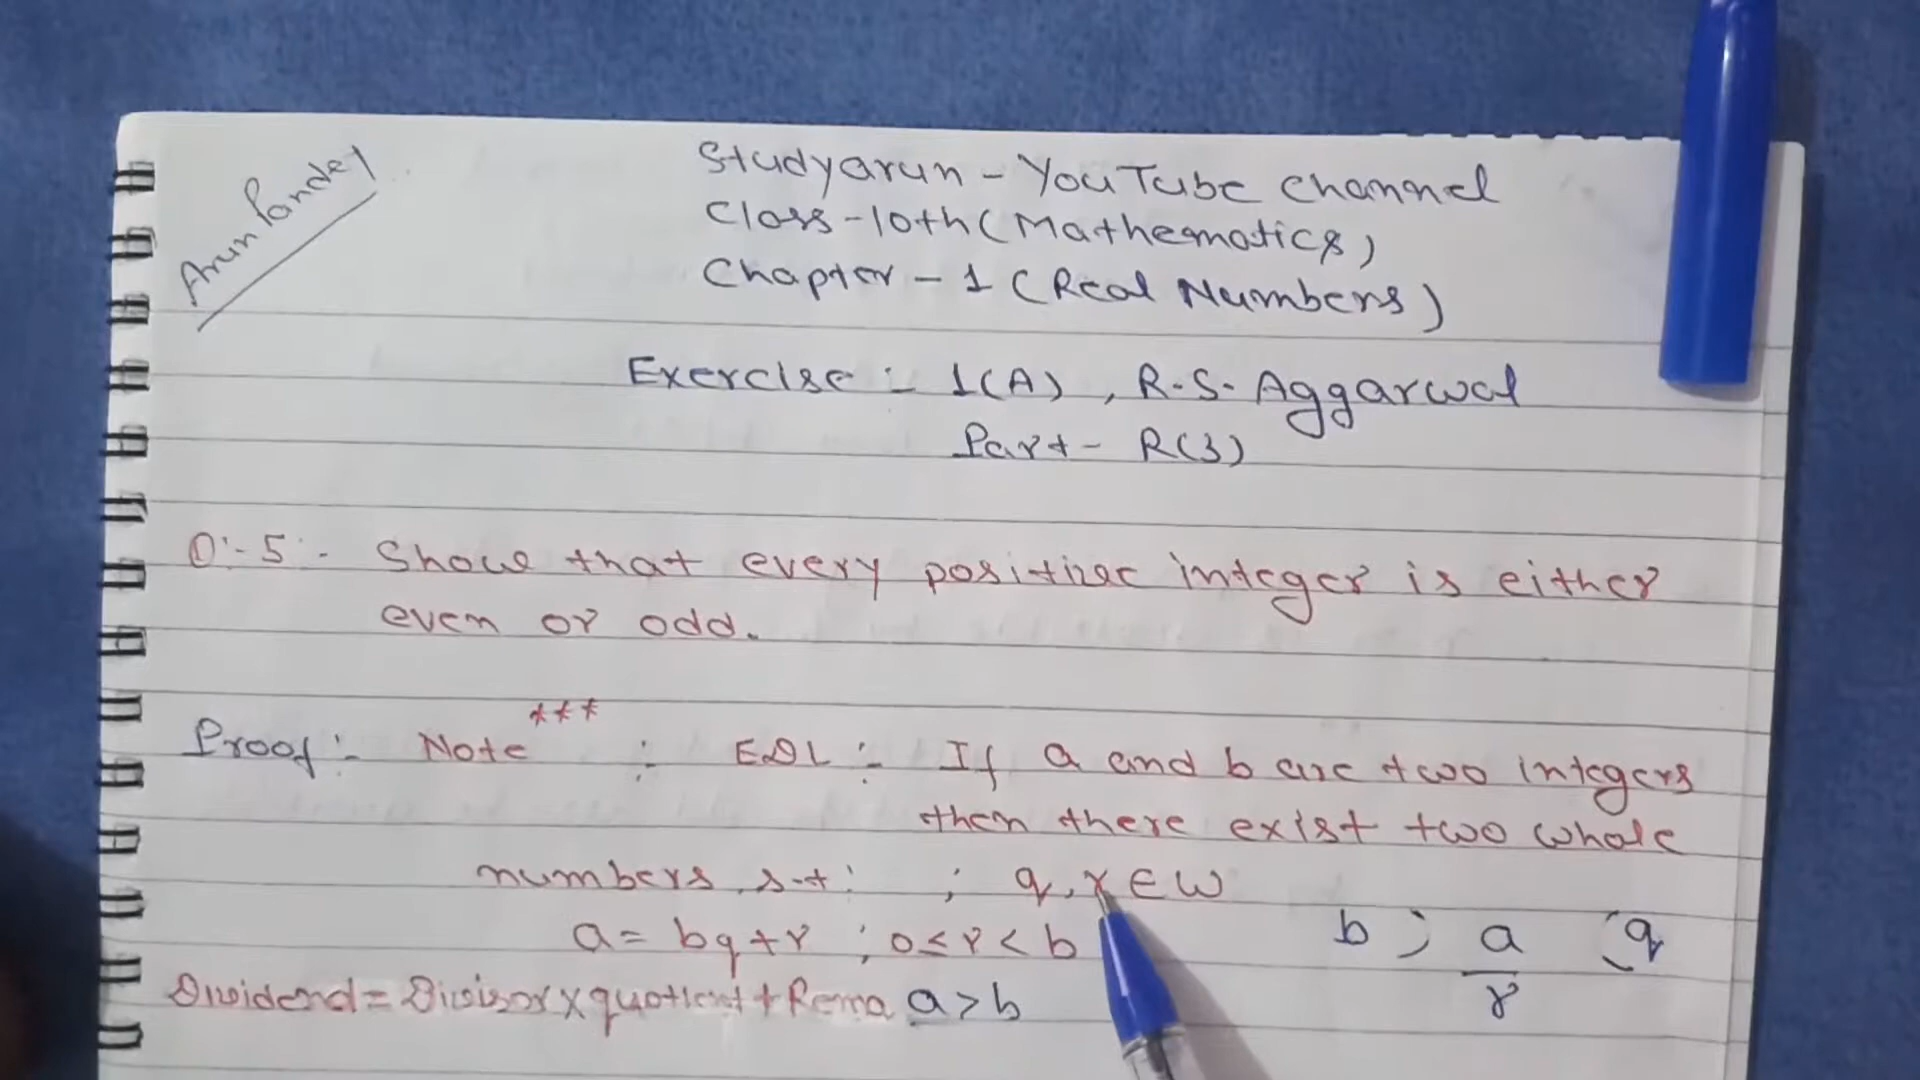 Arun Pandey
Studyarun - YouTube channel
Class - 10th (Mathematics)
Chapter - 1 (Real Numbers)
Exercise :- 1(A), R.S. Aggarwal
Part - R(3)
Q:-5:- Show that every positive integer is either
even or odd.
Proof:- Note*** : EDL :- If a and b are two integers
then there exist two whole
numbers s.t: ; q, r ∈ W
a = bq + r ; 0 ≤ r < b
b ) a ( q
r
Dividend = Divisor × quotient + Rema a > b